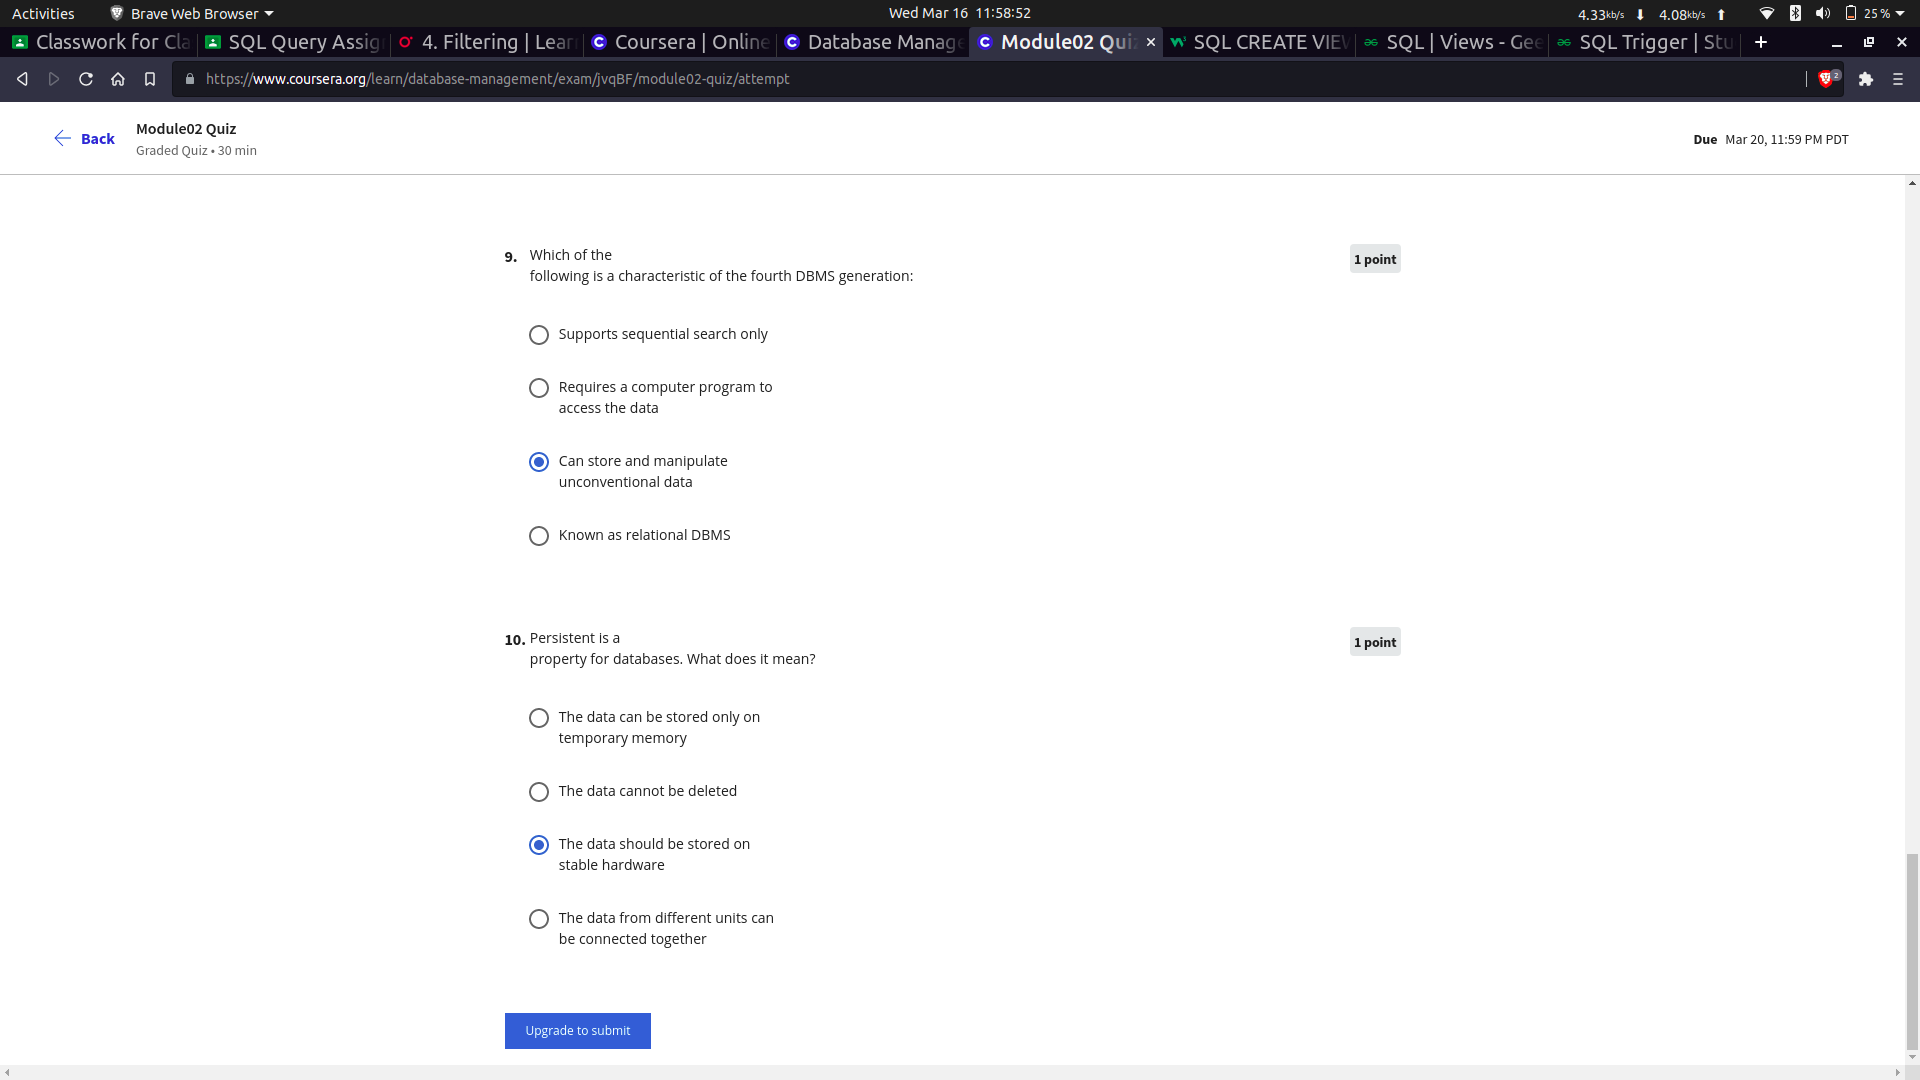 Activities
Brave Web Browser
Wed Mar 16 11:58:52
4.33kb/s
4.08kb/s
25 %
Classwork for Cla
SQL Query Assig
4. Filtering | Lear
Coursera | Online
Database Manag
Module02 Qui
SQL CREATE VIE
SQL | Views - Gee
SQL Trigger | Stu
https://www.coursera.org/learn/database-management/exam/jvqBF/module02-quiz/attempt
2
Back
Module02 Quiz
Graded Quiz • 30 min
Due Mar 20, 11:59 PM PDT
9. Which of the
following is a characteristic of the fourth DBMS generation:
1 point
Supports sequential search only
Requires a computer program to
access the data
Can store and manipulate
unconventional data
Known as relational DBMS
10. Persistent is a
property for databases. What does it mean?
1 point
The data can be stored only on
temporary memory
The data cannot be deleted
The data should be stored on
stable hardware
The data from different units can
be connected together
Upgrade to submit